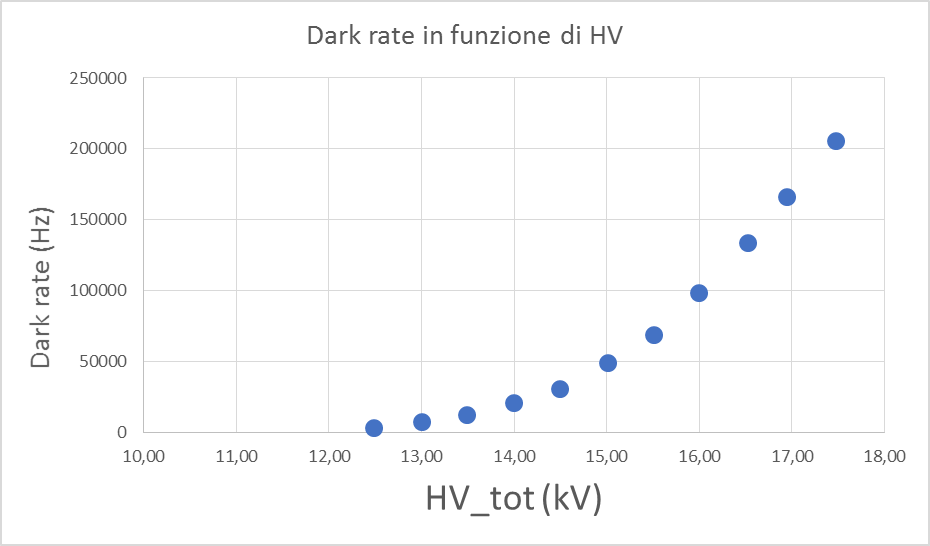 Dark rate in funzione di HV
250000
200000
150000
100000
50000
0
Dark rate (Hz)
10,00 11,00 12,00 13,00 14,00 15,00 16,00 17,00 18,00
HV_tot (kV)